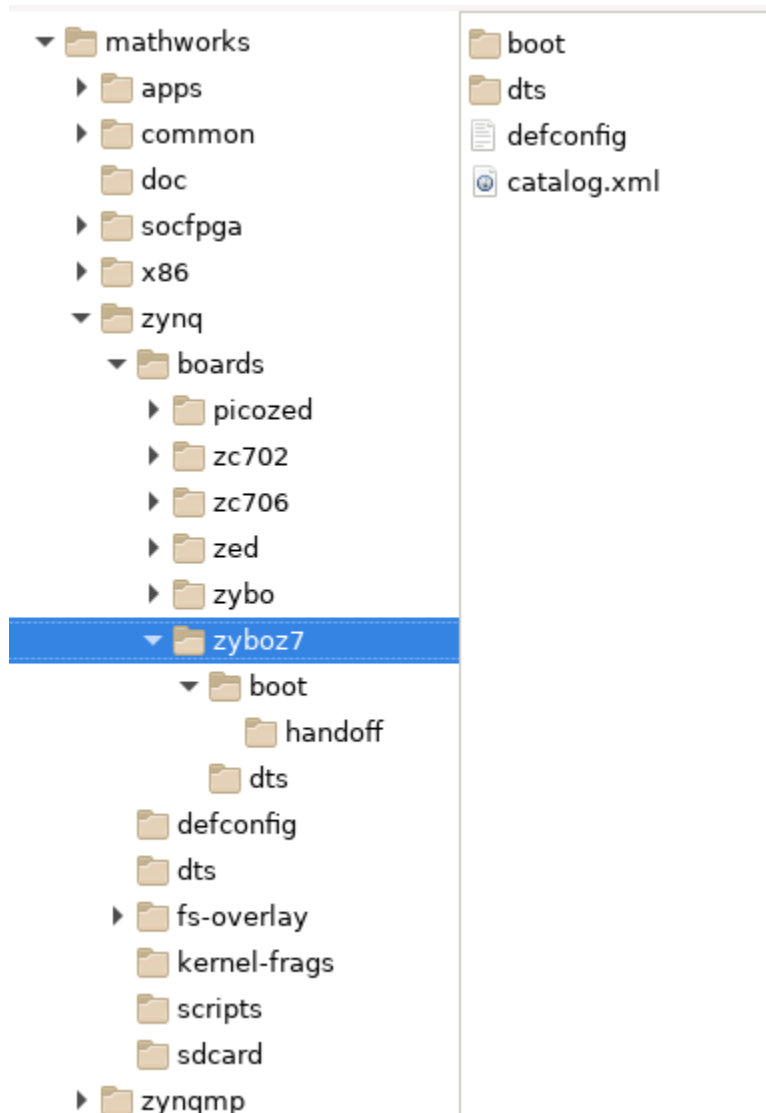 mathworks
apps
common
doc
socfpga
x86
zynq
boards
picozed
zc702
zc706
zed
zybo
zyboz7
boot
handoff
dts
defconfig
dts
fs-overlay
kernel-frags
scripts
sdcard
zynqmp
boot
dts
defconfig
catalog.xml